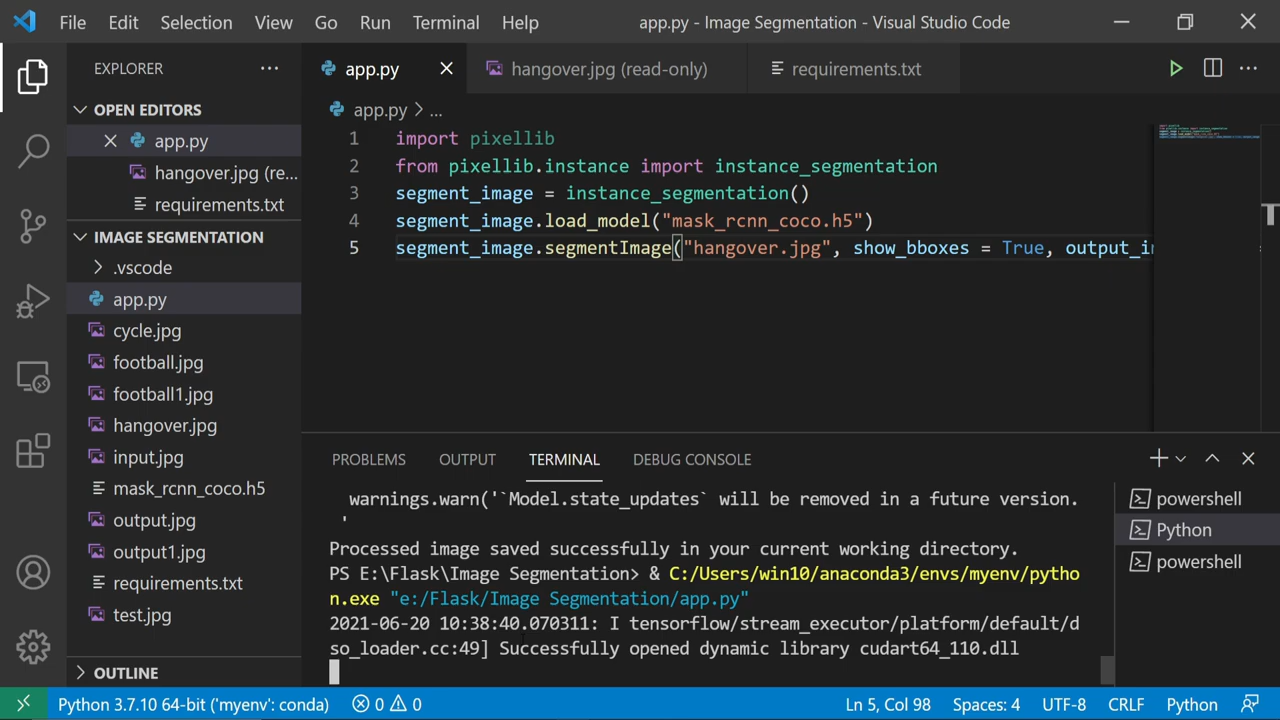 File Edit Selection View Go Run Terminal Help app.py - Image Segmentation - Visual Studio Code
EXPLORER
OPEN EDITORS
app.py
hangover.jpg (re...
requirements.txt
IMAGE SEGMENTATION
.vscode
app.py
cycle.jpg
football.jpg
football1.jpg
hangover.jpg
input.jpg
mask_rcnn_coco.h5
output.jpg
output1.jpg
requirements.txt
test.jpg
OUTLINE
app.py hangover.jpg (read-only) requirements.txt
app.py > ...
1 import pixellib
2 from pixellib.instance import instance_segmentation
3 segment_image = instance_segmentation()
4 segment_image.load_model("mask_rcnn_coco.h5")
5 segment_image.segmentImage("hangover.jpg", show_bboxes = True, output_i
PROBLEMS OUTPUT TERMINAL DEBUG CONSOLE
warnings.warn('`Model.state_updates` will be removed in a future version.
'
Processed image saved successfully in your current working directory.
PS E:\Flask\Image Segmentation> & C:/Users/win10/anaconda3/envs/myenv/pytho
n.exe "e:/Flask/Image Segmentation/app.py"
2021-06-20 10:38:40.070311: I tensorflow/stream_executor/platform/default/d
so_loader.cc:49] Successfully opened dynamic library cudart64_110.dll
powershell
Python
powershell
Python 3.7.10 64-bit ('myenv': conda) 0 0 Ln 5, Col 98 Spaces: 4 UTF-8 CRLF Python